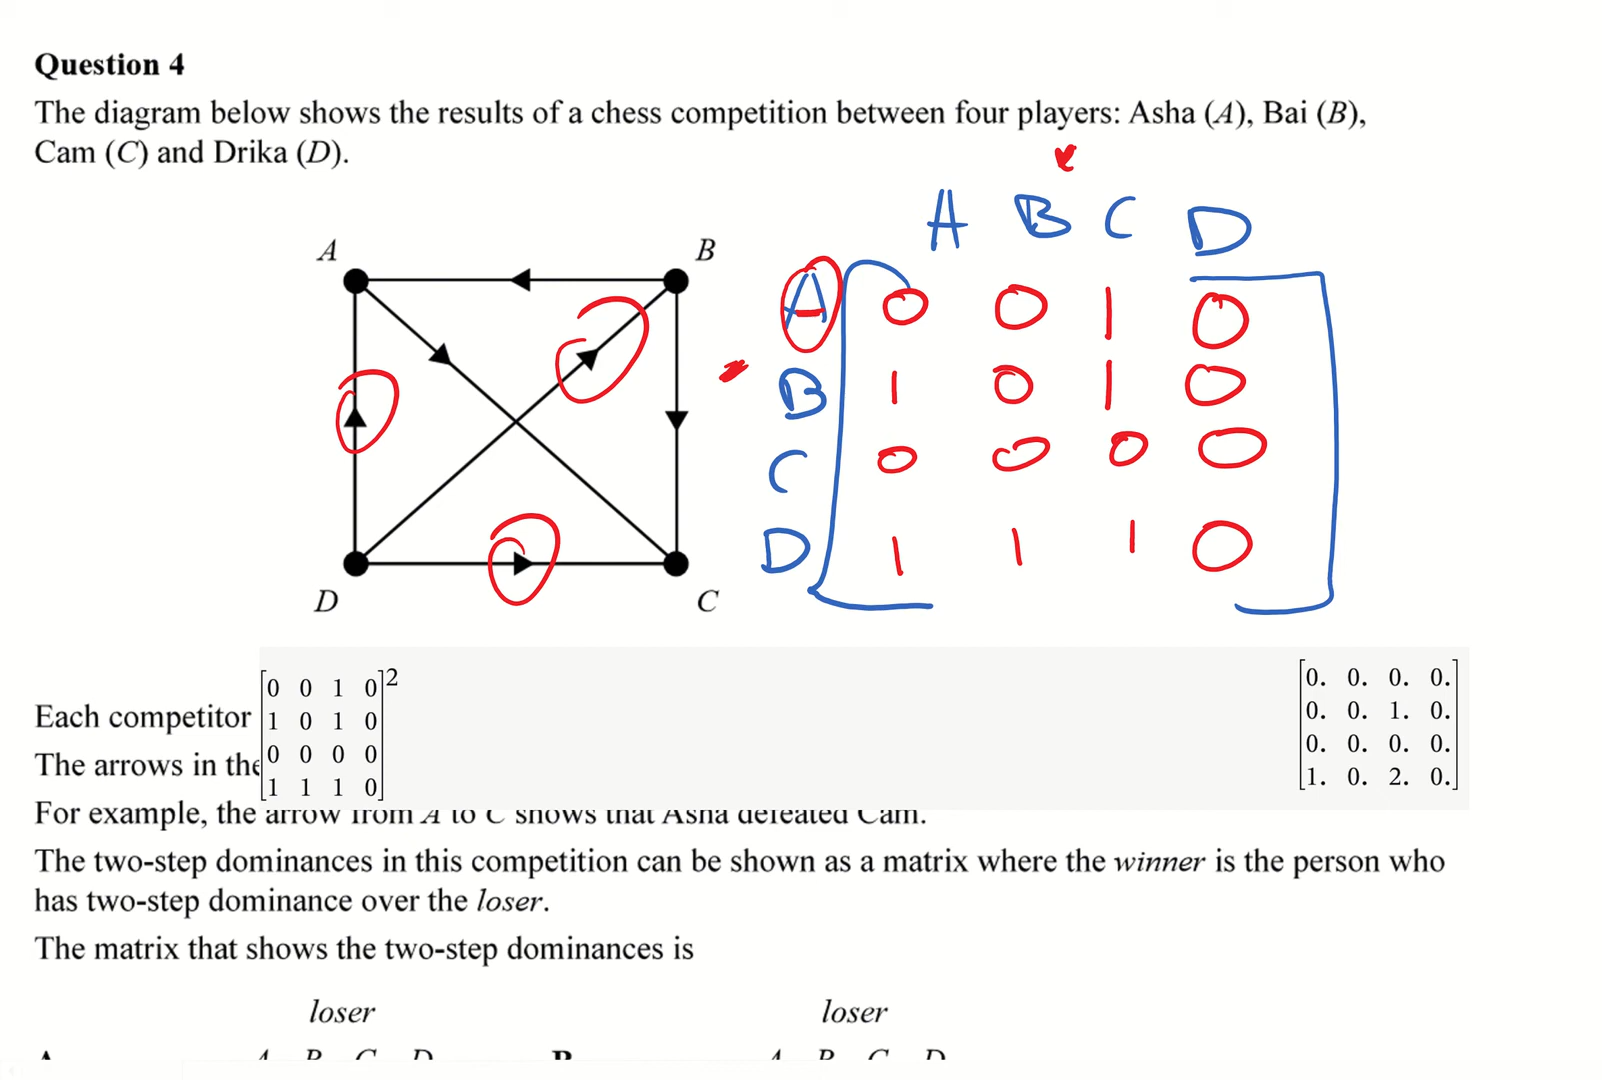 Question 4
The diagram below shows the results of a chess competition between four players: Asha (A), Bai (B),
Cam (C) and Drika (D).
A B C D
A B
A 0 0 1 0
B 1 0 1 0
C 0 0 0 0
D 1 1 1 0
D C
[0 0 1 0]2 [0. 0. 0. 0.]
Each competitor 1 0 1 0 0. 0. 1. 0.
The arrows in the 0 0 0 0 0. 0. 0. 0.
1 1 1 0 1. 0. 2. 0.
For example, the arrow from A to C shows that Asha defeated Cam.
The two-step dominances in this competition can be shown as a matrix where the winner is the person who
has two-step dominance over the loser.
The matrix that shows the two-step dominances is
loser loser
A B C D B A B C D